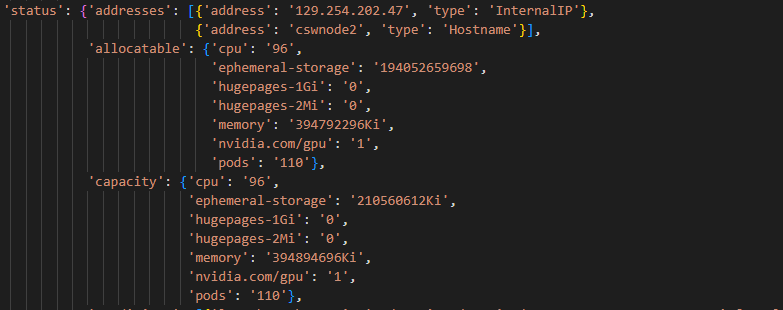 'status': {'addresses': [{'address': '129.254.202.47', 'type': 'InternalIP'},
{'address': 'cswnode2', 'type': 'Hostname'}],
'allocatable': {'cpu': '96',
'ephemeral-storage': '194052659698',
'hugepages-1Gi': '0',
'hugepages-2Mi': '0',
'memory': '394792296Ki',
'nvidia.com/gpu': '1',
'pods': '110'},
'capacity': {'cpu': '96',
'ephemeral-storage': '210560612Ki',
'hugepages-1Gi': '0',
'hugepages-2Mi': '0',
'memory': '394894696Ki',
'nvidia.com/gpu': '1',
'pods': '110'},